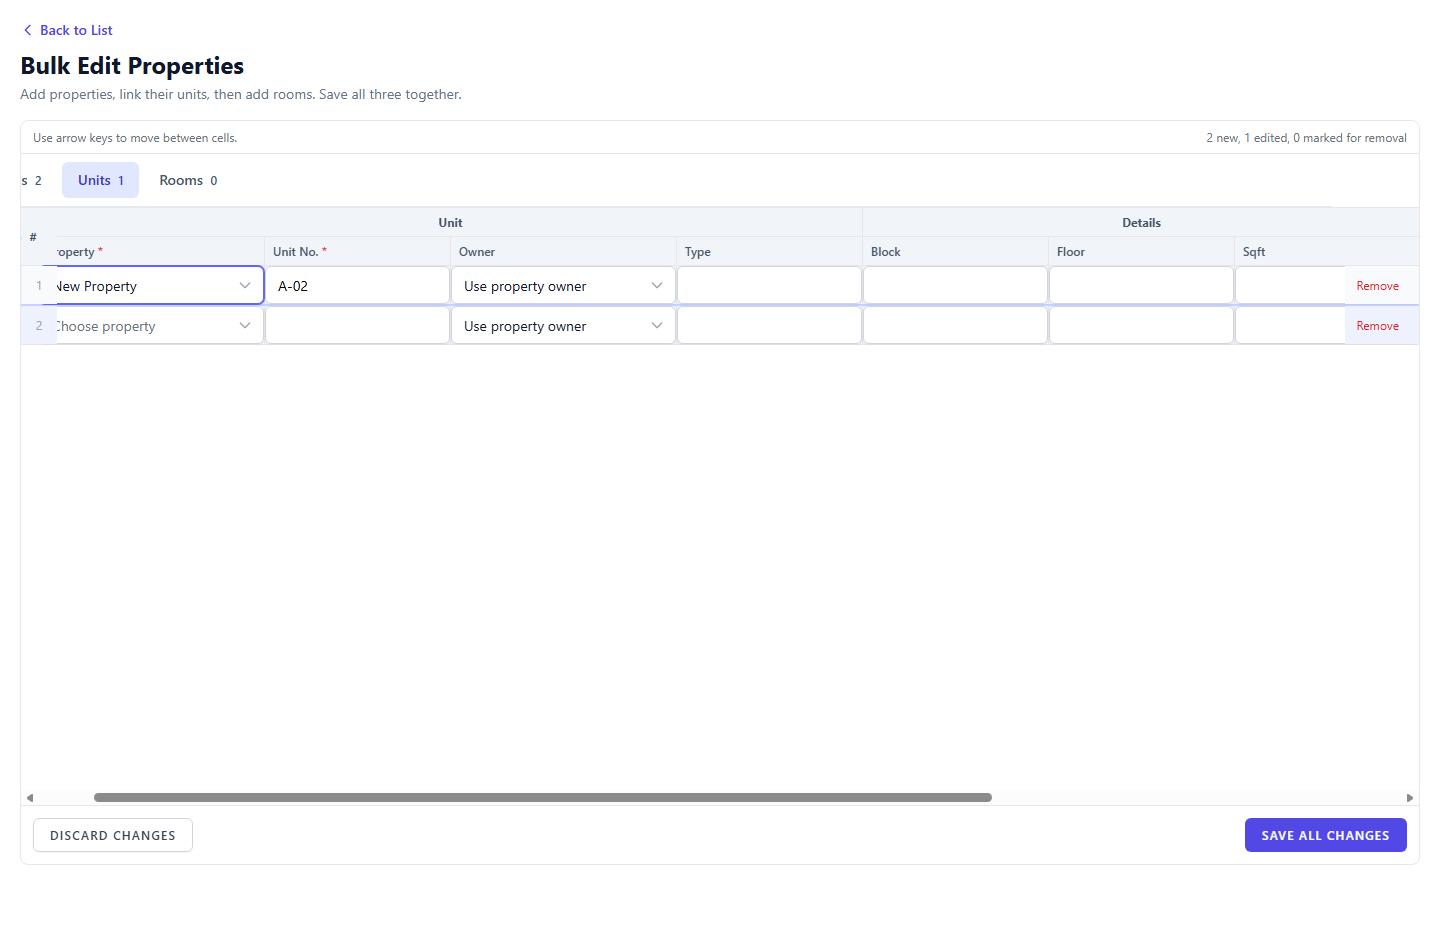 Back to List
Bulk Edit Properties
Add properties, link their units, then add rooms. Save all three together.
Use arrow keys to move between cells. 2 new, 1 edited, 0 marked for removal
s 2 Units 1 Rooms 0
# Unit Details
roperty * Unit No. * Owner Type Block Floor Sqft
1 New Property A-02 Use property owner Remove
2 Choose property Use property owner Remove
DISCARD CHANGES SAVE ALL CHANGES